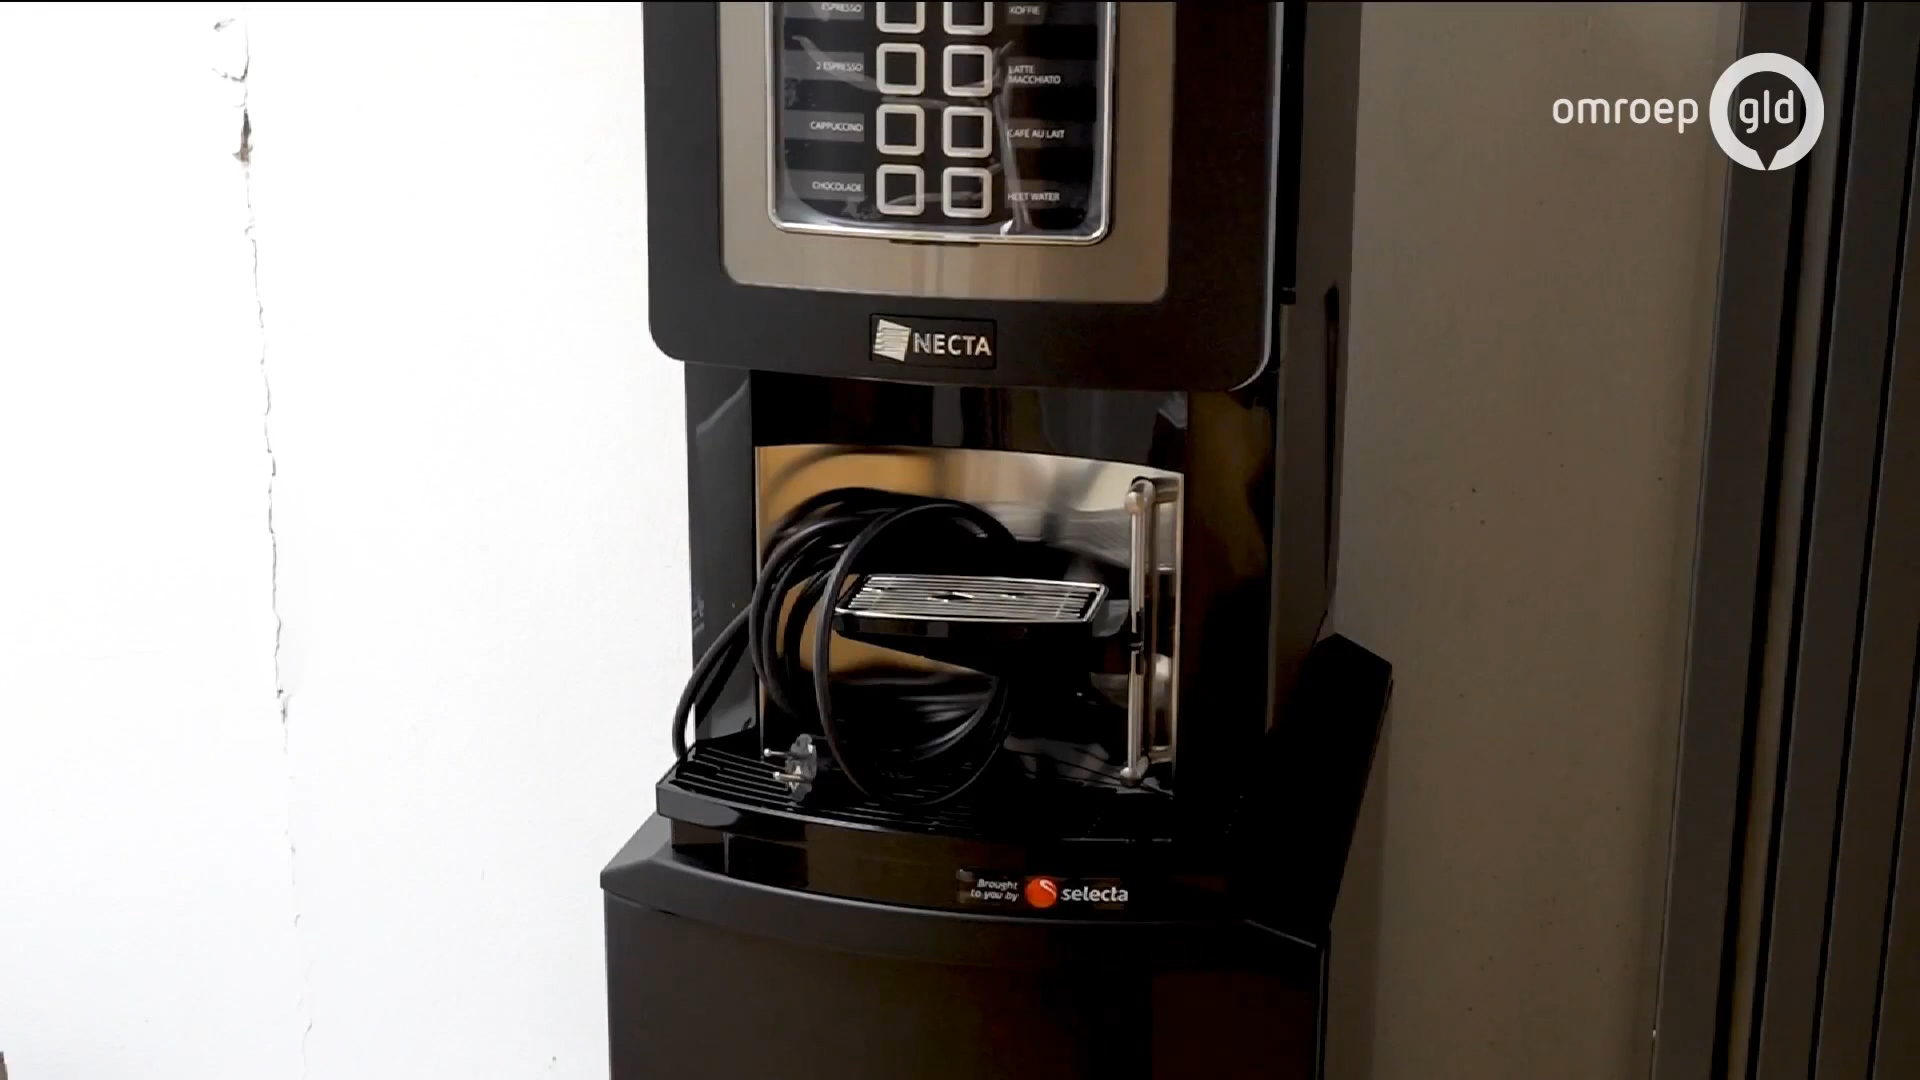 ESPRESSO
KOFFIE
2 ESPRESSO
LATTE
MACCHIATO
CAPPUCCINO
CAFE AU LAIT
CHOCOLADE
HEET WATER
omroep gld
NECTA
Brought
to you by
selecta